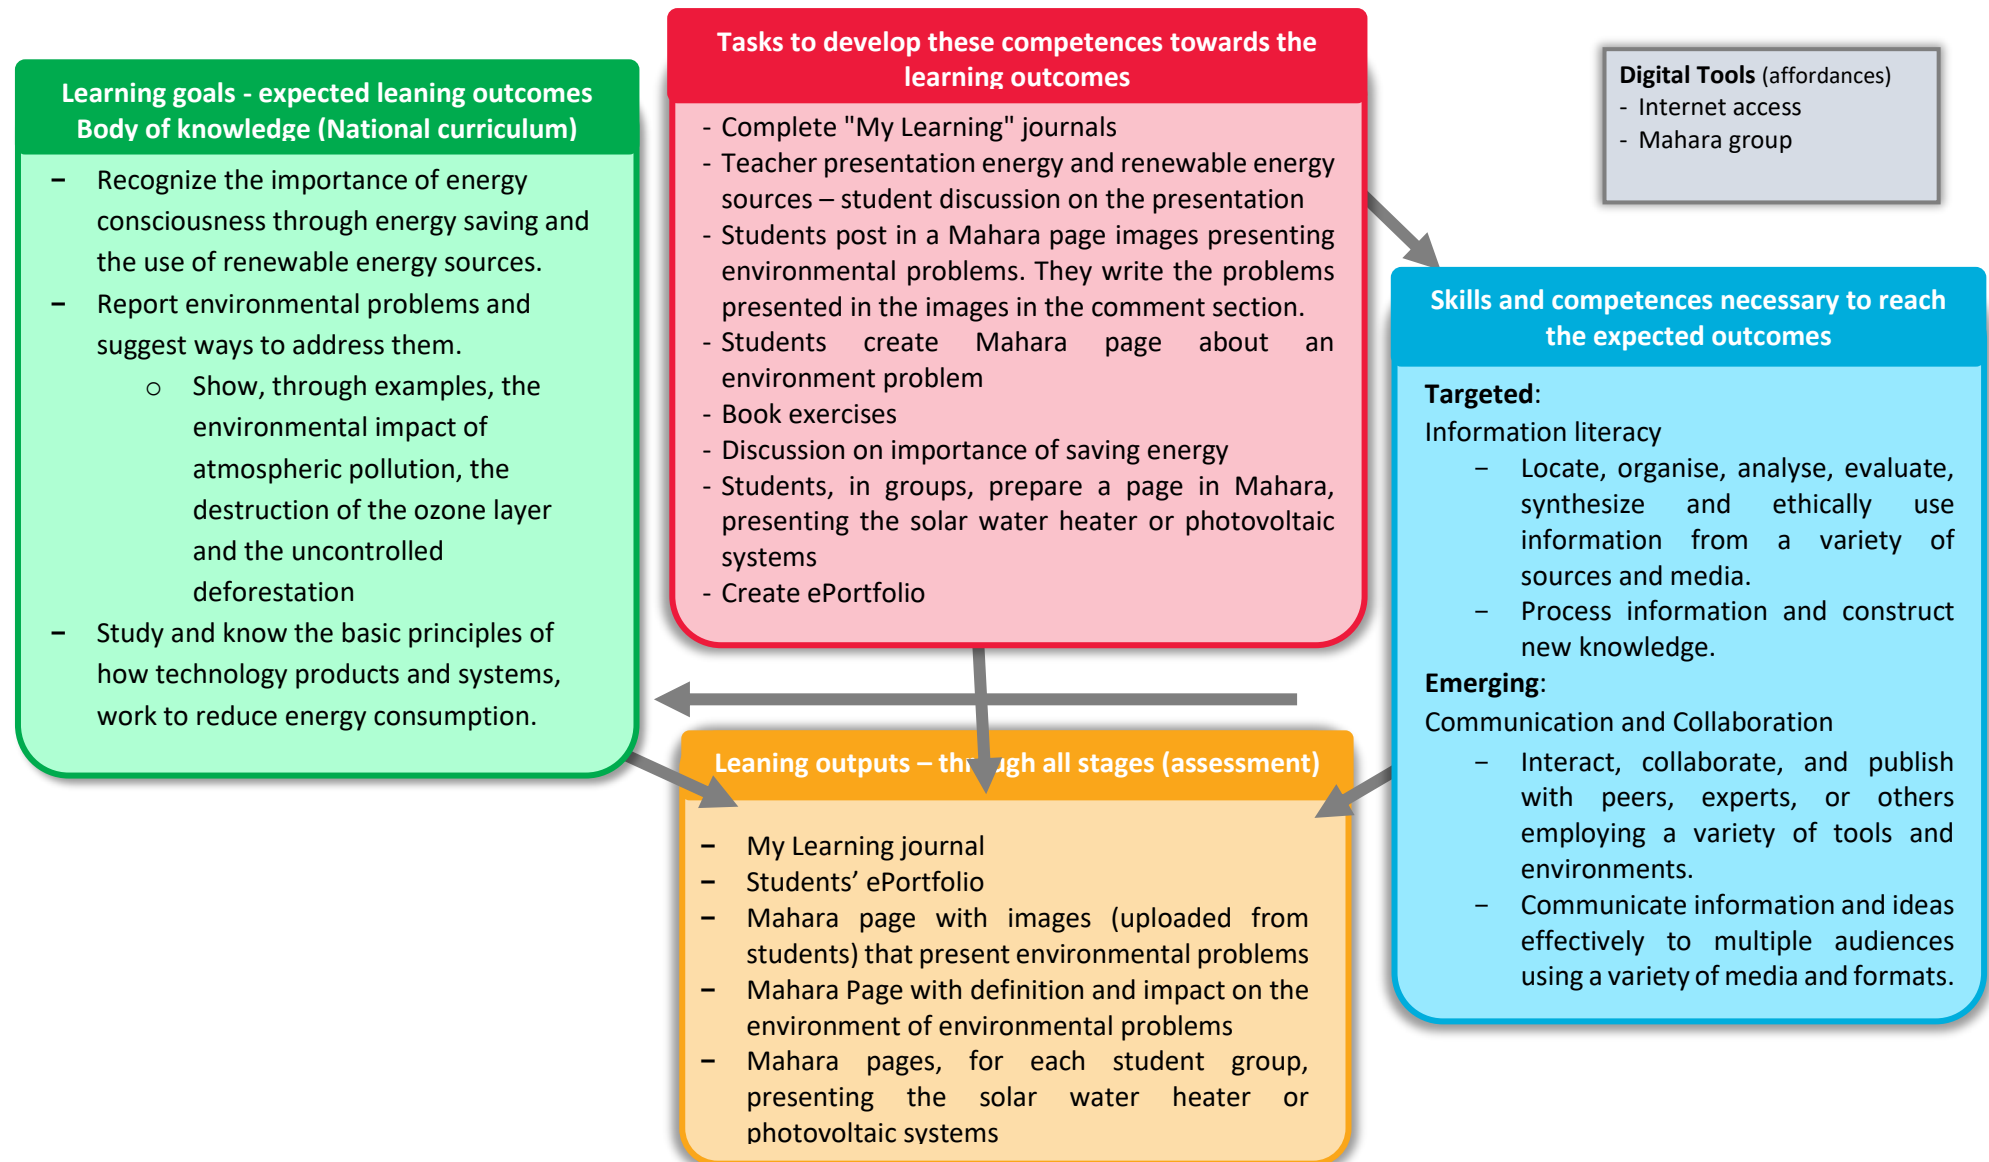 Learning goals - expected leaning outcomes
Body of knowledge (National curriculum)
– Recognize the importance of energy
consciousness through energy saving and
the use of renewable energy sources.
– Report environmental problems and
suggest ways to address them.
o Show, through examples, the
environmental impact of
atmospheric pollution, the
destruction of the ozone layer
and the uncontrolled
deforestation
– Study and know the basic principles of
how technology products and systems,
work to reduce energy consumption.
Tasks to develop these competences towards the
learning outcomes
- Complete "My Learning" journals
- Teacher presentation energy and renewable energy
sources – student discussion on the presentation
- Students post in a Mahara page images presenting
environmental problems. They write the problems
presented in the images in the comment section.
- Students create Mahara page about an
environment problem
- Book exercises
- Discussion on importance of saving energy
- Students, in groups, prepare a page in Mahara,
presenting the solar water heater or photovoltaic
systems
- Create ePortfolio
Digital Tools (affordances)
- Internet access
- Mahara group
Skills and competences necessary to reach
the expected outcomes
Targeted:
Information literacy
– Locate, organise, analyse, evaluate,
synthesize and ethically use
information from a variety of
sources and media.
– Process information and construct
new knowledge.
Emerging:
Communication and Collaboration
– Interact, collaborate, and publish
with peers, experts, or others
employing a variety of tools and
environments.
– Communicate information and ideas
effectively to multiple audiences
using a variety of media and formats.
Leaning outputs – through all stages (assessment)
– My Learning journal
– Students’ ePortfolio
– Mahara page with images (uploaded from
students) that present environmental problems
– Mahara Page with definition and impact on the
environment of environmental problems
– Mahara pages, for each student group,
presenting the solar water heater or
photovoltaic systems